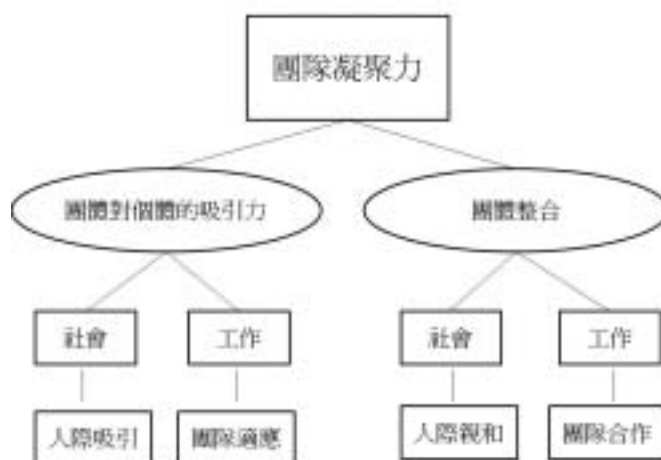 團隊凝聚力
團體對個體的吸引力
團體整合
社會
工作
社會
工作
人際吸引
團隊適應
人際親和
團隊合作